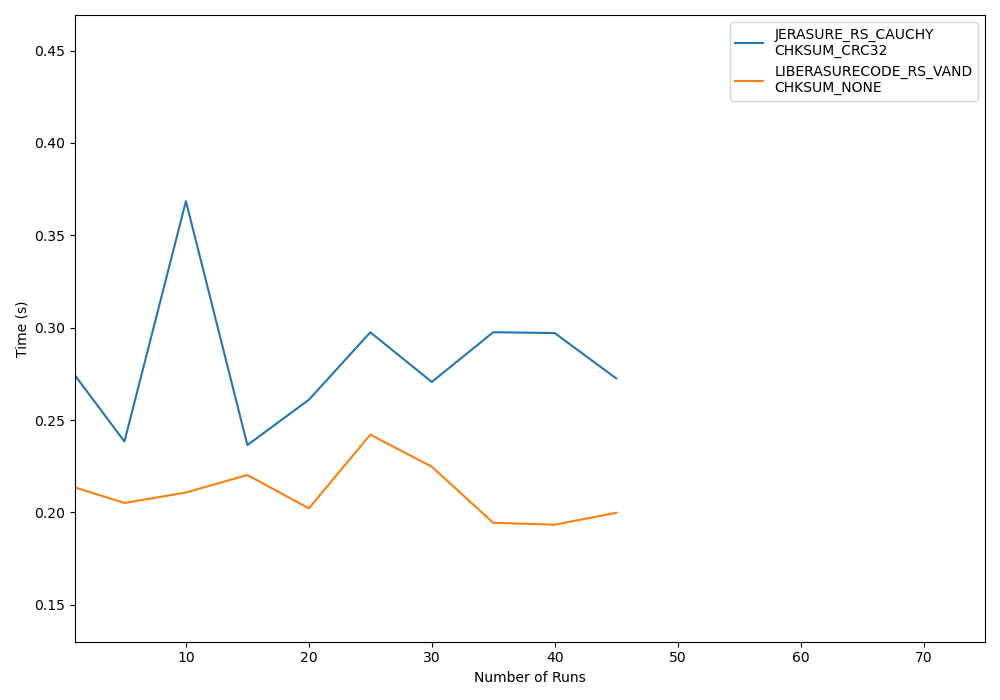 JERASURE_RS_CAUCHY
CHKSUM_CRC32
LIBERASURECODE_RS_VAND
CHKSUM_NONE
0.45
0.40
0.35
0.30
0.25
0.20
0.15
Time (s)
10 20 30 40 50 60 70
Number of Runs